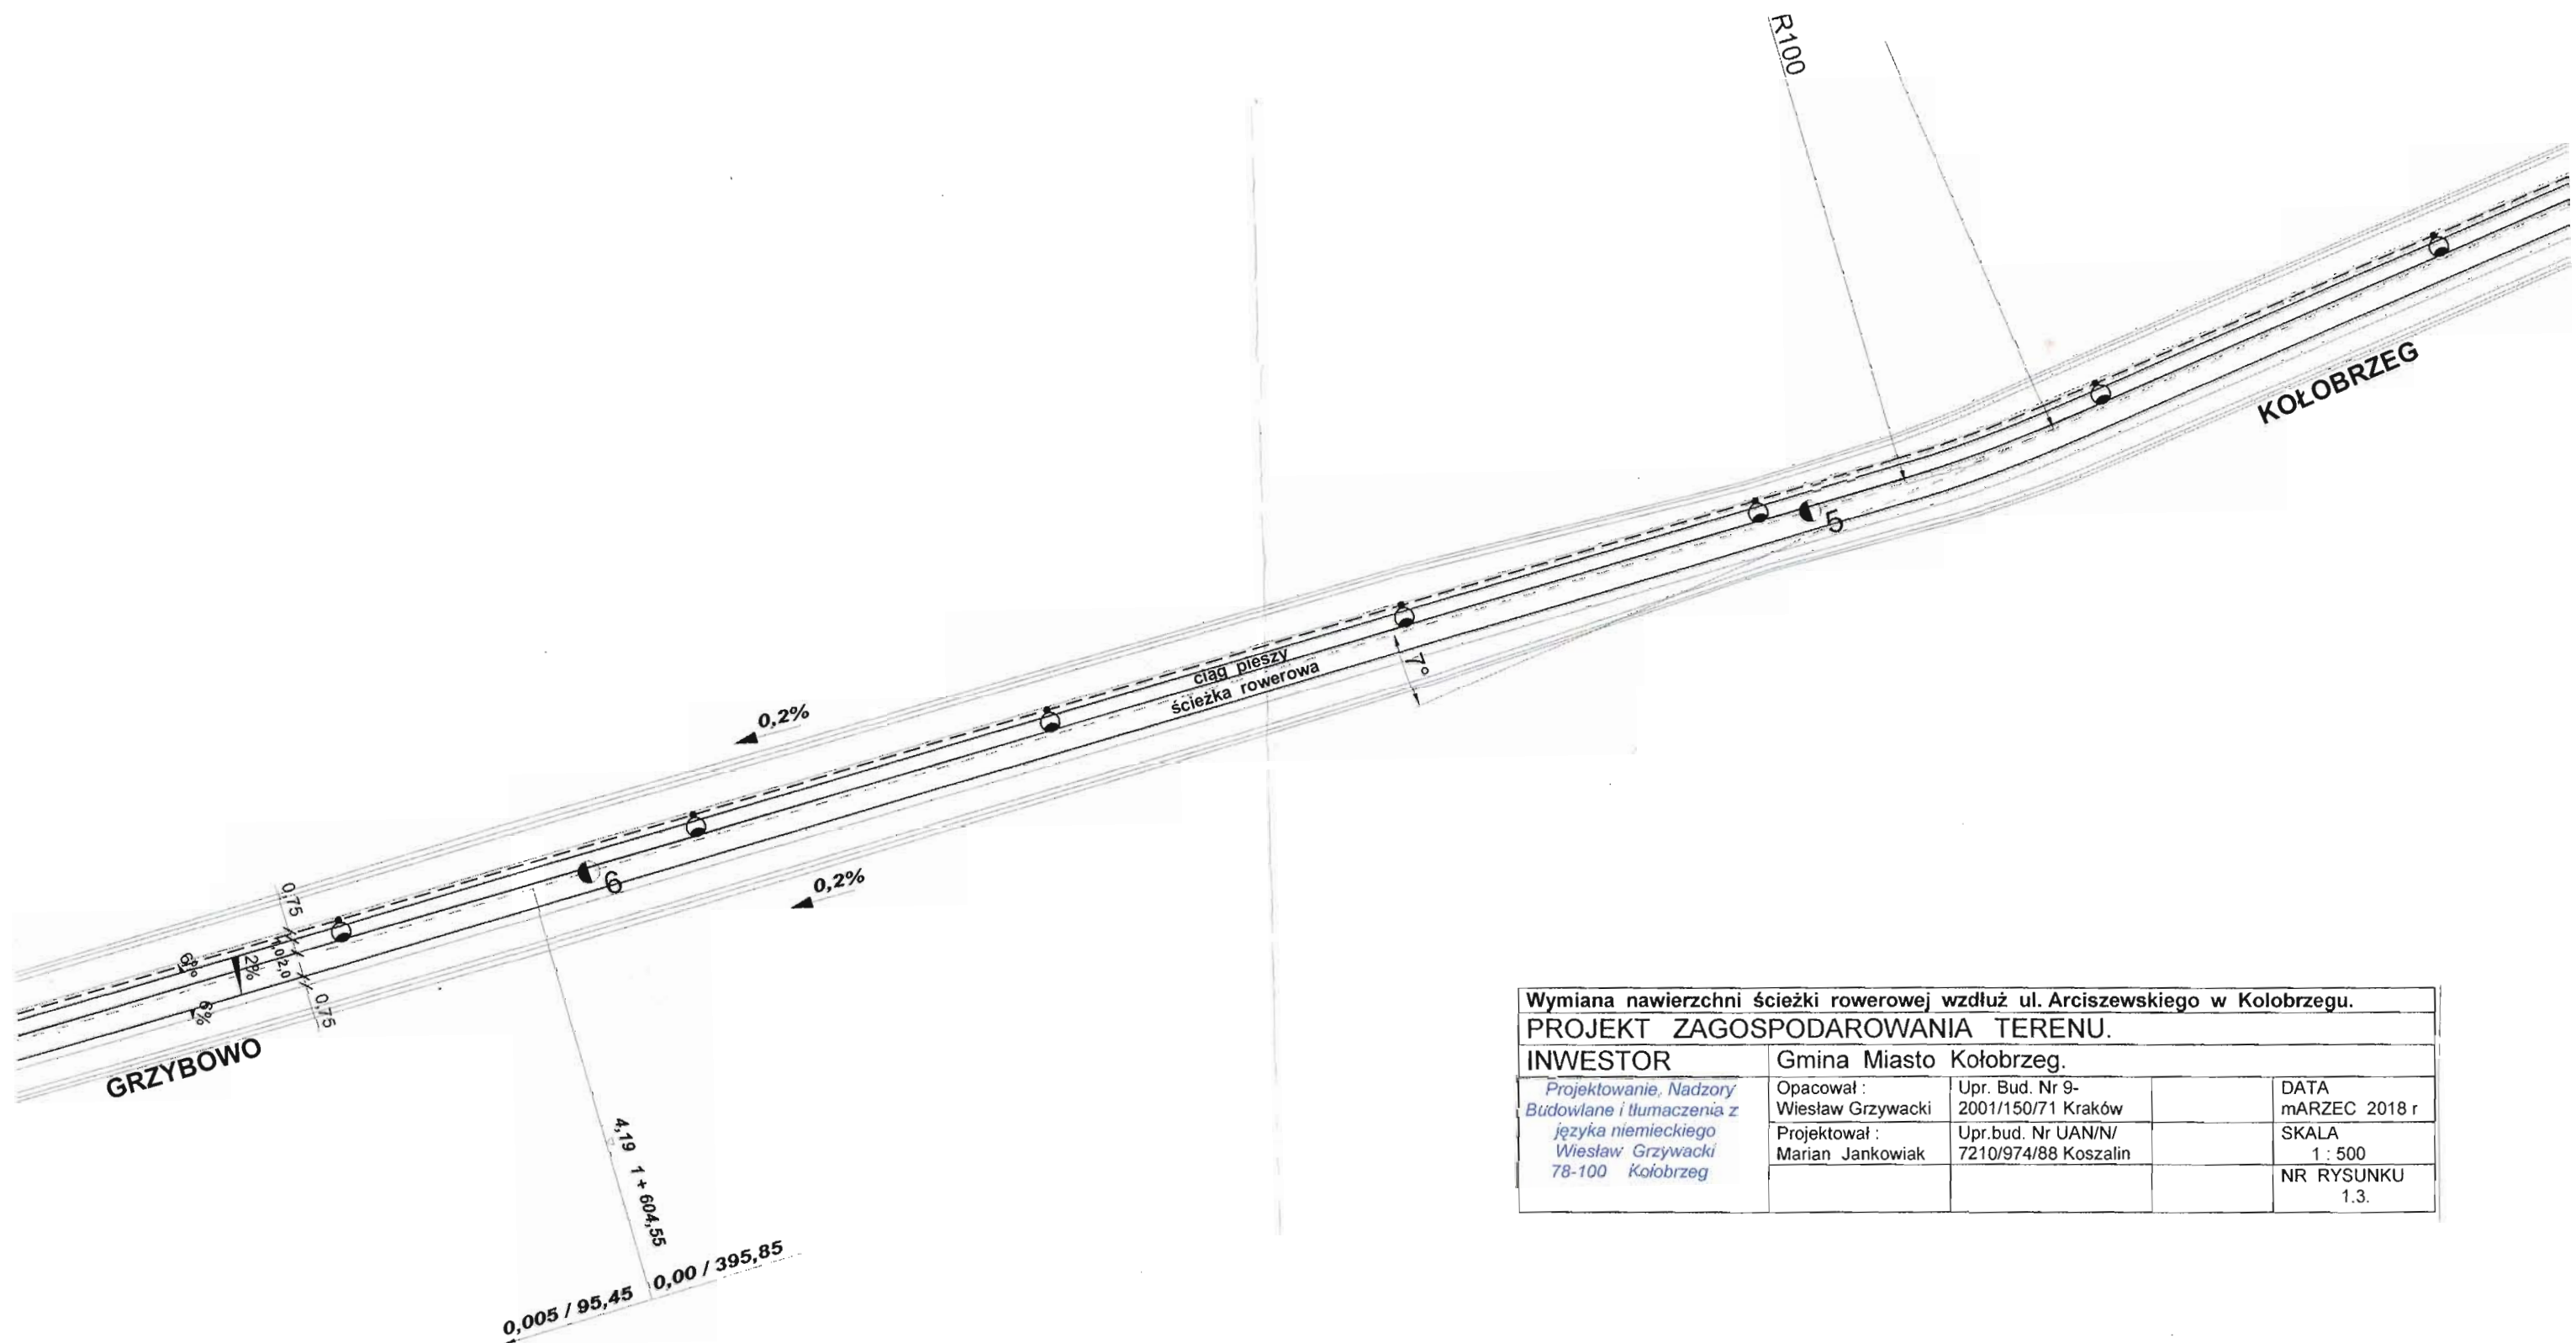 R100
KOŁOBRZEG
5
7°
ciąg pieszy
ścieżka rowerowa
0,2%
6
0,2%
0,75
6%
2%
1,0
2,0
6%
0,75
GRZYBOWO
4,19 1 + 604,55
0,00 / 395,85
0,005 / 95,45
Wymiana nawierzchni ścieżki rowerowej wzdłuż ul. Arciszewskiego w Kolobrzegu.
PROJEKT ZAGOSPODAROWANIA TERENU.
INWESTOR
Gmina Miasto Kołobrzeg.
Projektowanie, Nadzory
Budowlane i tłumaczenia z
języka niemieckiego
Wiesław Grzywacki
78-100 Kołobrzeg
Opacował :
Wiesław Grzywacki
Upr. Bud. Nr 9-
2001/150/71 Kraków
DATA
mARZEC 2018 r
Projektował :
Marian Jankowiak
Upr.bud. Nr UAN/N/
7210/974/88 Koszalin
SKALA
1 : 500
NR RYSUNKU
1.3.